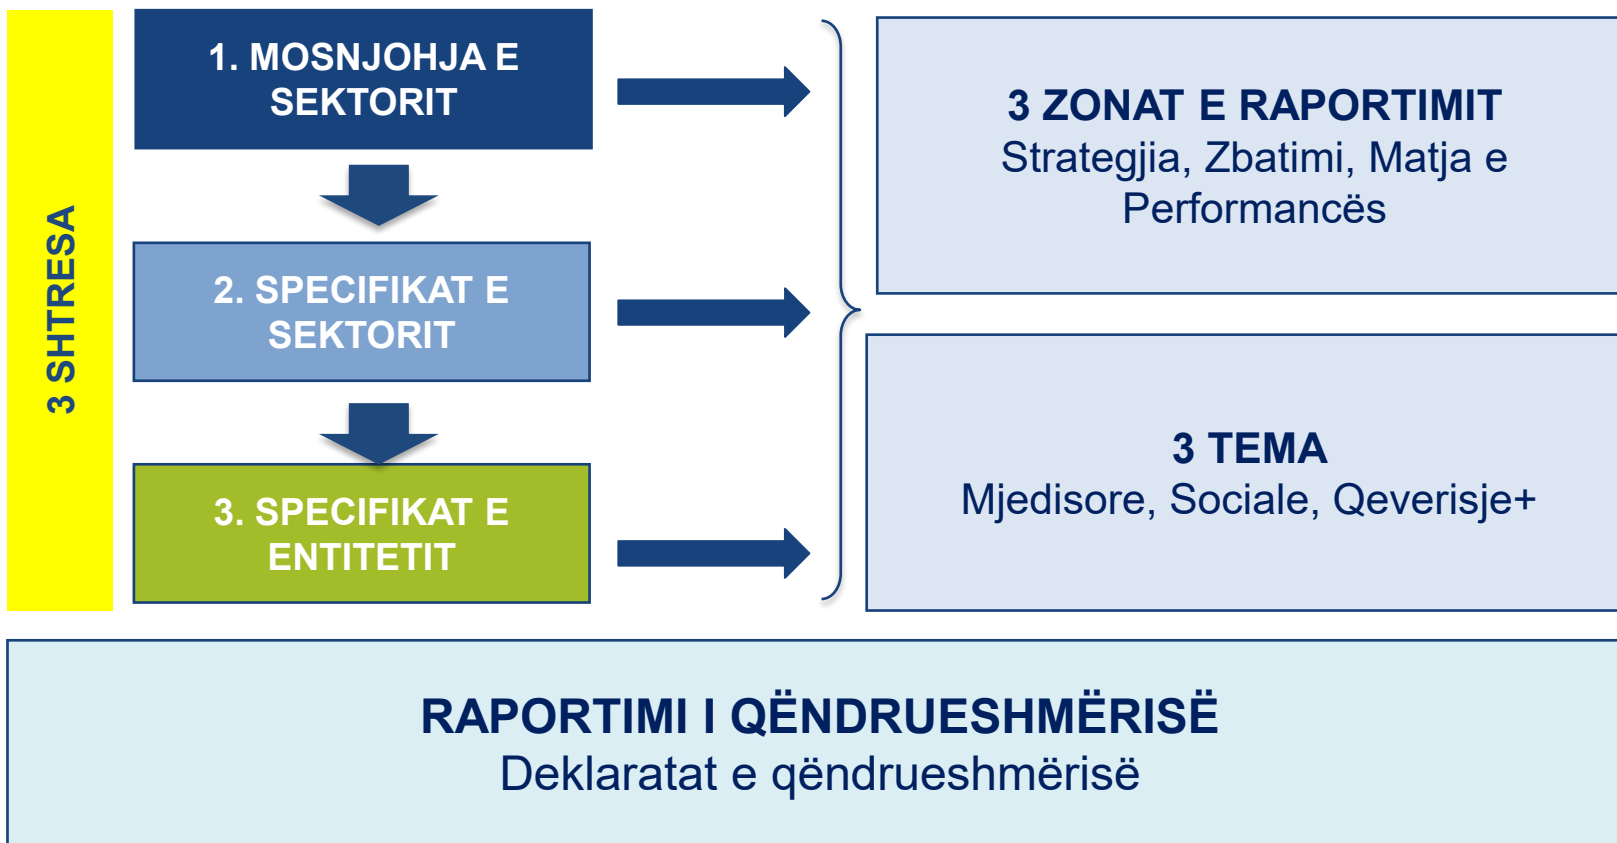 3 SHTRESA
1. MOSNJOHJA E
SEKTORIT
2. SPECIFIKAT E
SEKTORIT
3. SPECIFIKAT E
ENTITETIT
3 ZONAT E RAPORTIMIT
Strategjia, Zbatimi, Matja e
Performancës
3 TEMA
Mjedisore, Sociale, Qeverisje+
RAPORTIMI I QËNDRUESHMËRISË
Deklaratat e qëndrueshmërisë